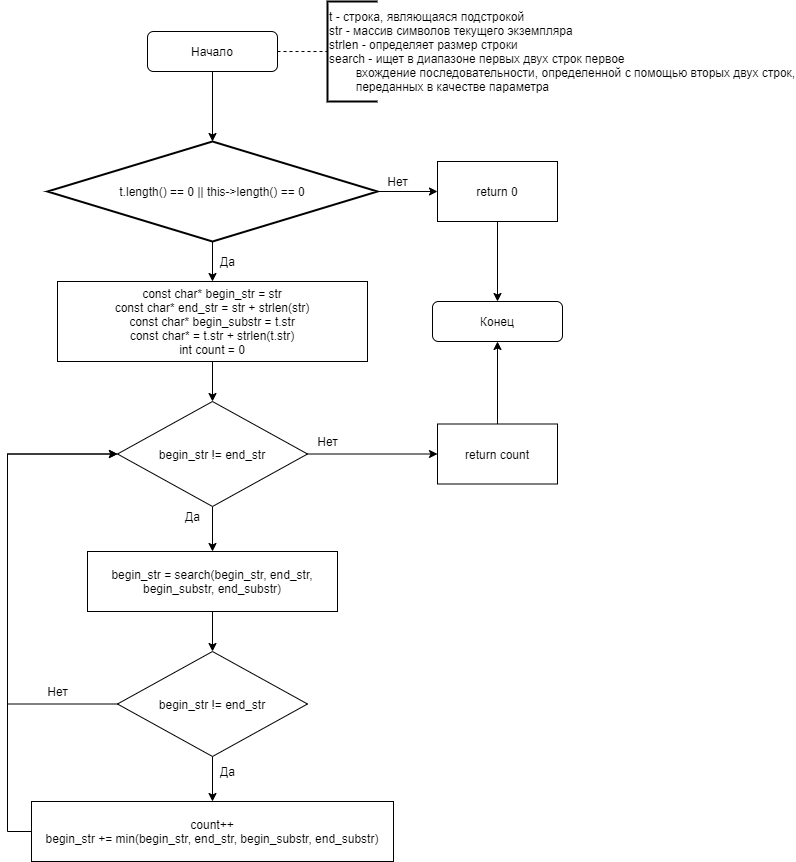 Начало
t - строка, являющаяся подстрокой
str - массив символов текущего экземпляра
strlen - определяет размер строки
search - ищет в диапазоне первых двух строк первое
вхождение последовательности, определенной с помощью вторых двух строк,
переданных в качестве параметра
t.length() == 0 || this->length() == 0
Нет
return 0
Да
const char* begin_str = str
const char* end_str = str + strlen(str)
const char* begin_substr = t.str
const char* = t.str + strlen(t.str)
int count = 0
Конец
begin_str != end_str
Нет
return count
Да
begin_str = search(begin_str, end_str,
begin_substr, end_substr)
begin_str != end_str
Нет
Да
count++
begin_str += min(begin_str, end_str, begin_substr, end_substr)